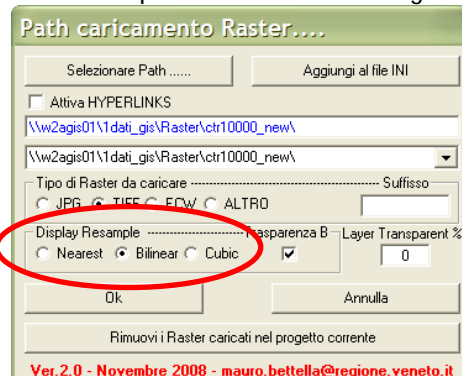 Path caricamento Raster....
Selezionare Path ......
Aggiungi al file INI
Attiva HYPERLINKS
\\w2agis01\1dati_gis\Raster\ctr10000_new\
\\w2agis01\1dati_gis\Raster\ctr10000_new\
Tipo di Raster da caricare
Suffisso
JPG TIFF ECW ALTRO
Display Resample
Trasparenza B
Layer Transparent %
Nearest Bilinear Cubic
0
Ok
Annulla
Rimuovi i Raster caricati nel progetto corrente
Ver.2.0 - Novembre 2008 - mauro.bettella@regione.veneto.it